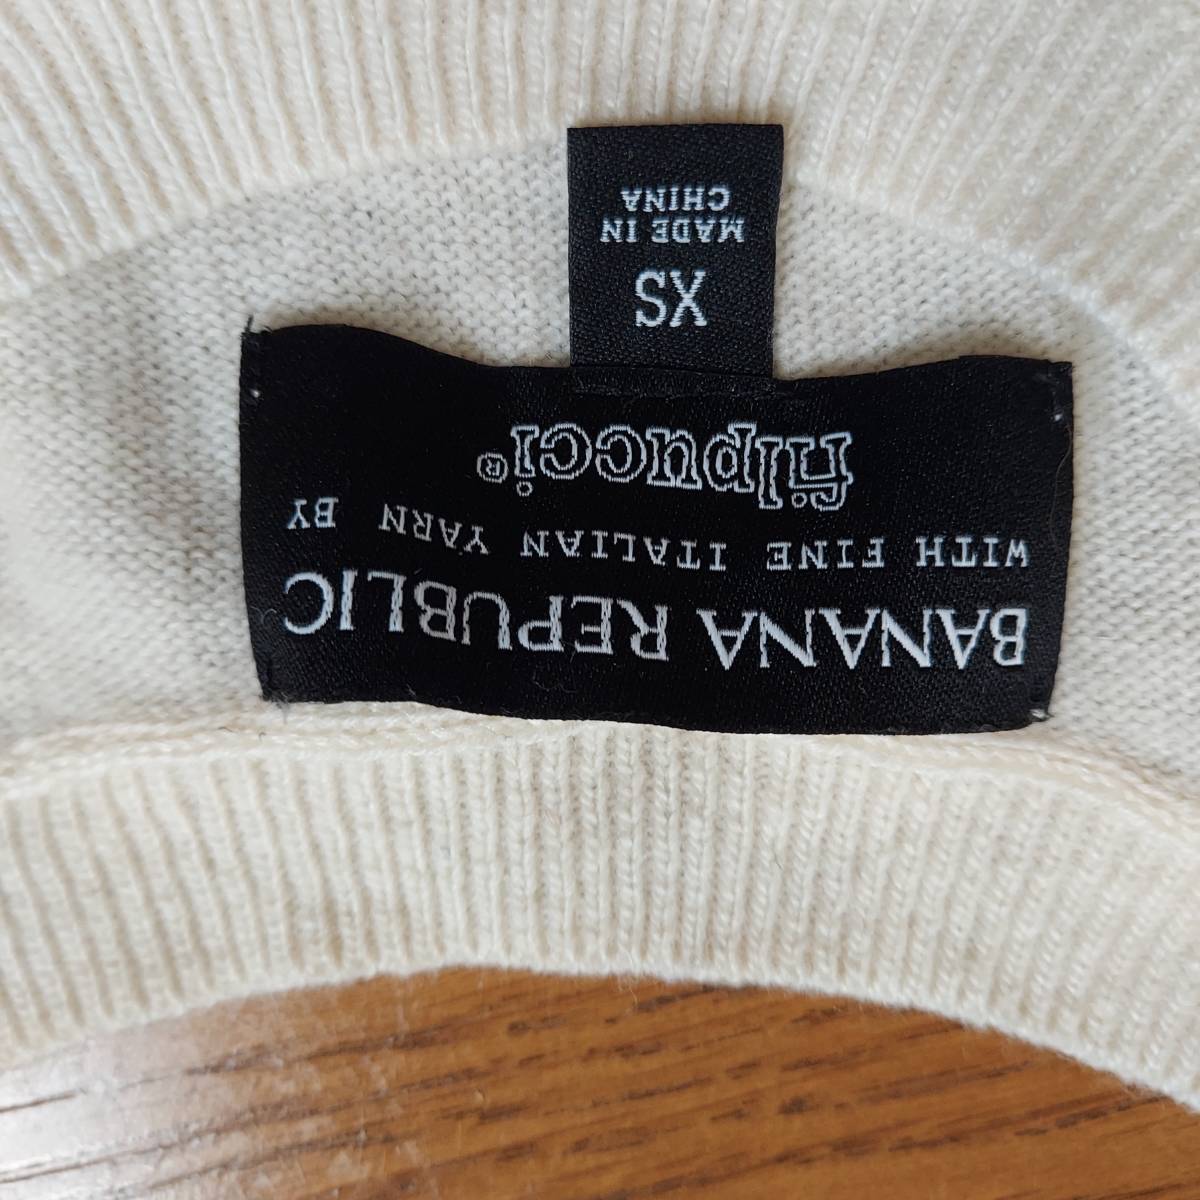 BANANA REPUBLIC
WITH FINE ITALIAN YARN BY
filpucci®
XS
MADE IN
CHINA